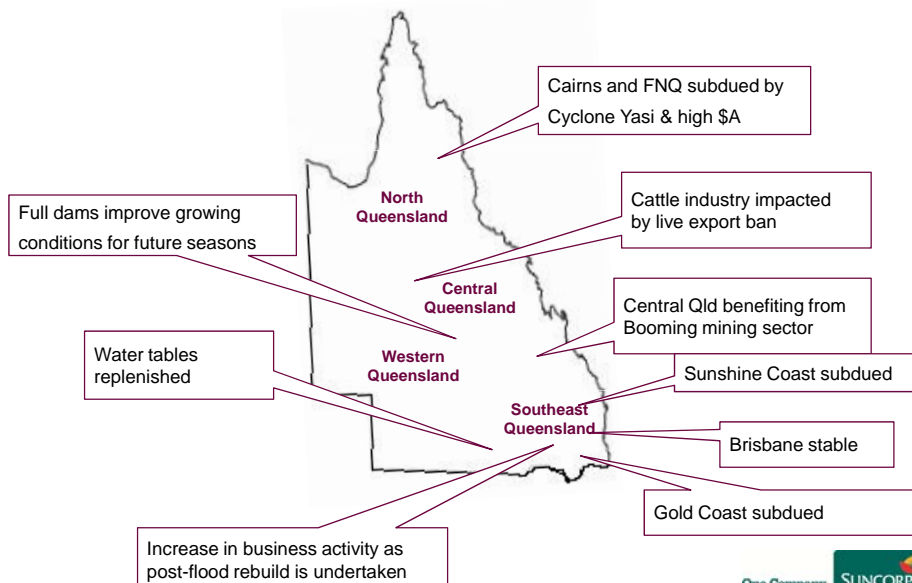 Cairns and FNQ subdued by
Cyclone Yasi & high $A
North
Queensland
Cattle industry impacted
by live export ban
Full dams improve growing
conditions for future seasons
Central
Queensland
Central Qld benefiting from
Booming mining sector
Water tables
replenished
Western
Queensland
Sunshine Coast subdued
Southeast
Queensland
Brisbane stable
Gold Coast subdued
Increase in business activity as
post-flood rebuild is undertaken
One Company
SUNCORP